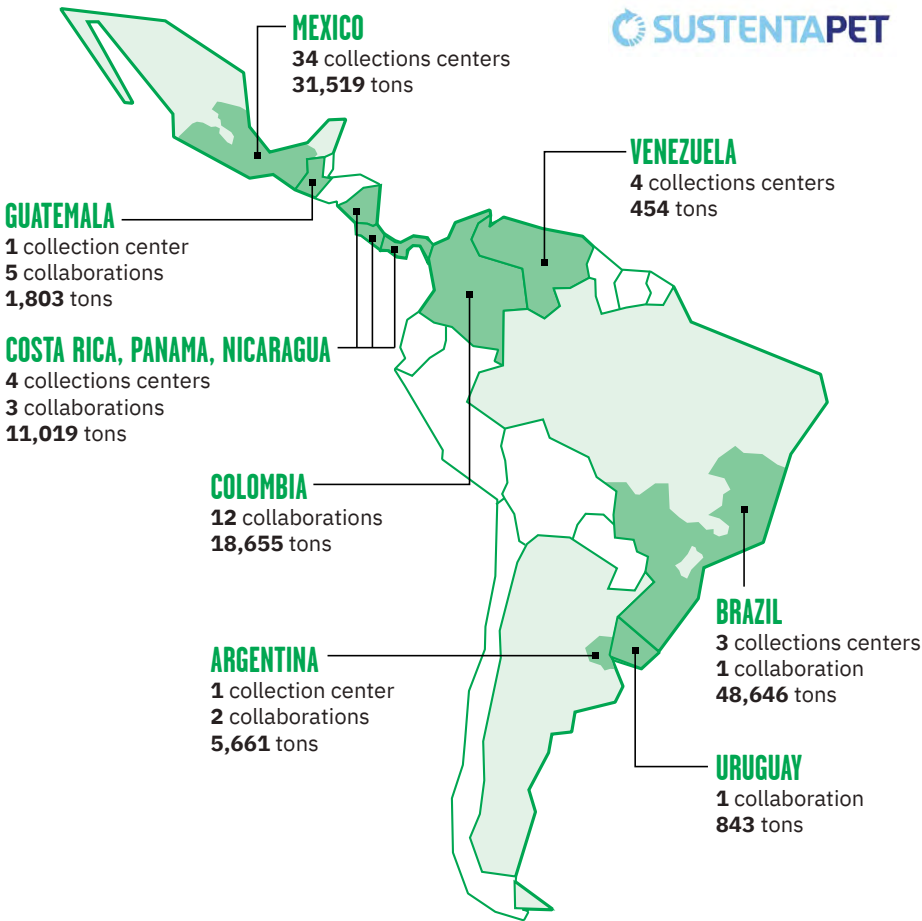 SUSTENTAPET
MEXICO
34 collections centers
31,519 tons
VENEZUELA
4 collections centers
454 tons
GUATEMALA
1 collection center
5 collaborations
1,803 tons
COSTA RICA, PANAMA, NICARAGUA
4 collections centers
3 collaborations
11,019 tons
COLOMBIA
12 collaborations
18,655 tons
BRAZIL
3 collections centers
1 collaboration
48,646 tons
ARGENTINA
1 collection center
2 collaborations
5,661 tons
URUGUAY
1 collaboration
843 tons